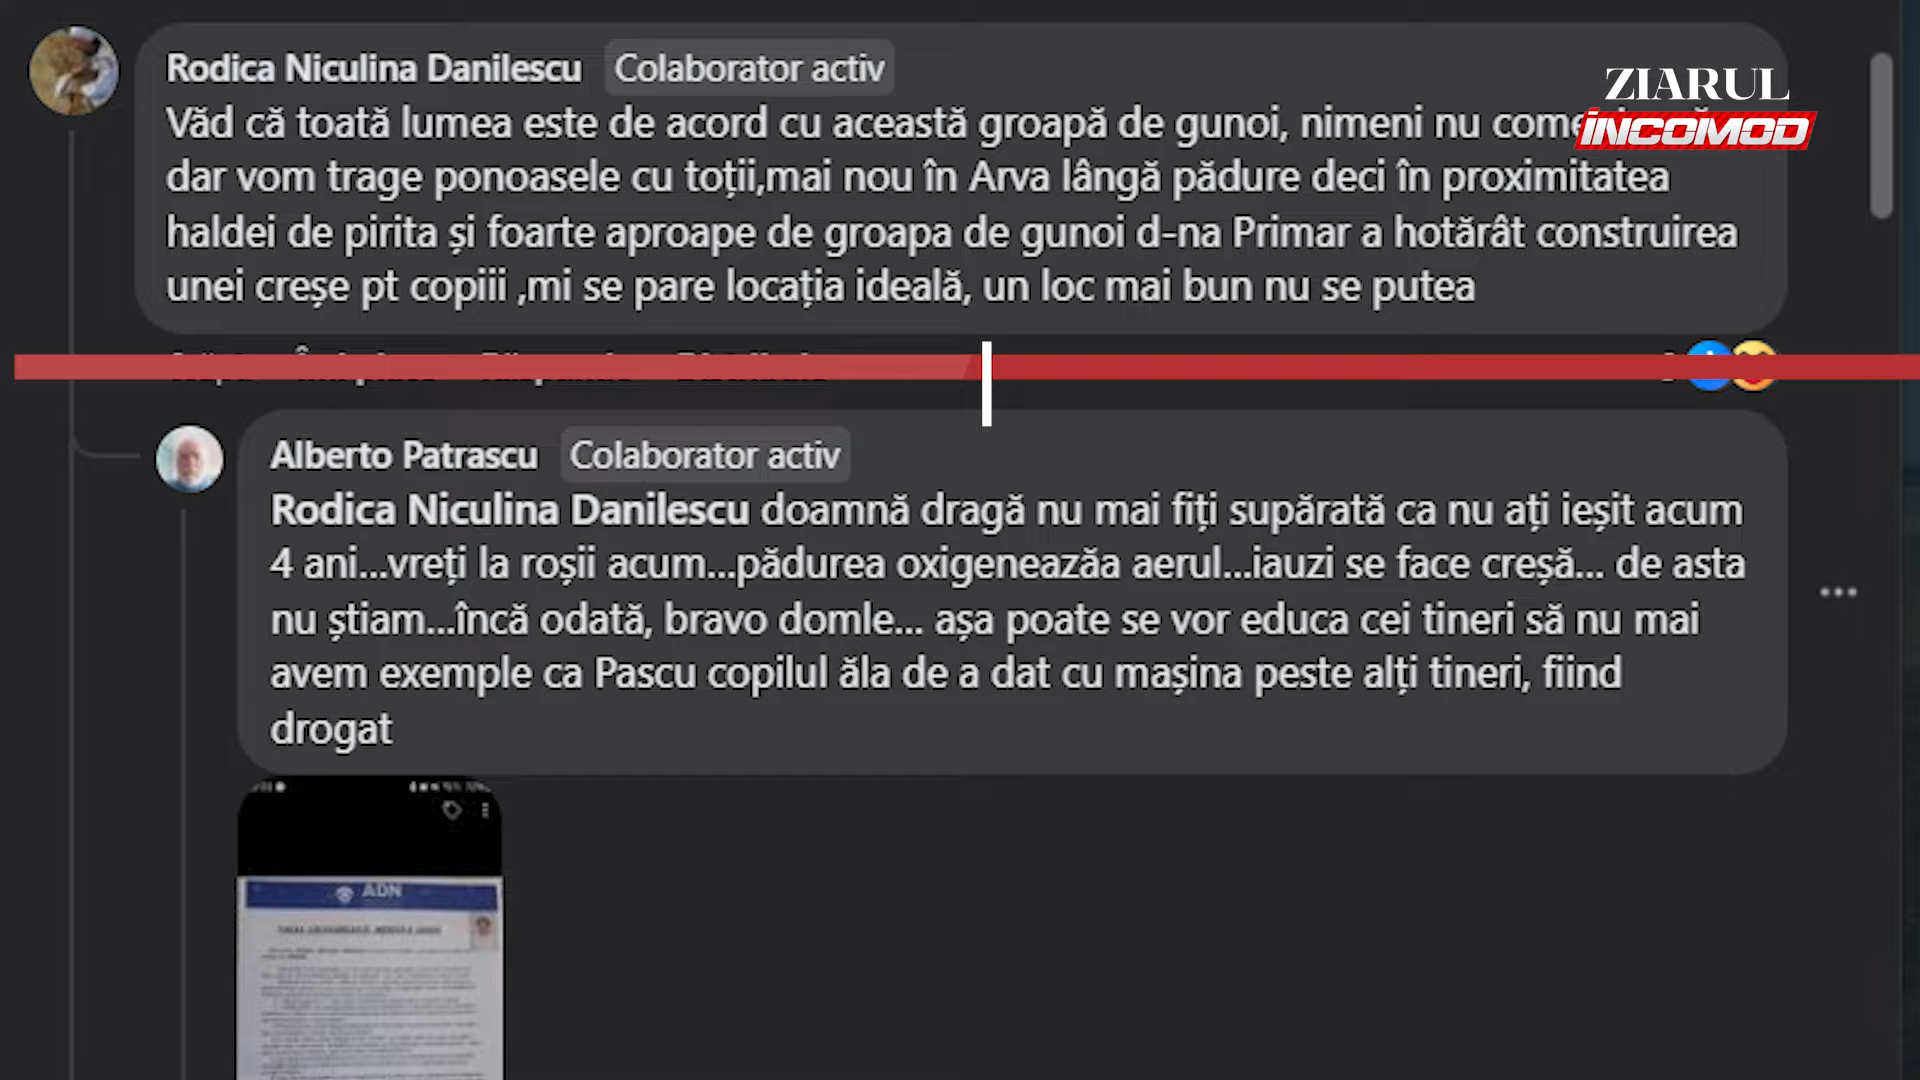 Rodica Niculina Danilescu Colaborator activ
Văd că toată lumea este de acord cu această groapă de gunoi, nimeni nu
dar vom trage ponoasele cu toții,mai nou în Arva lângă pădure deci în proximitatea
haldei de pirita și foarte aproape de groapa de gunoi d-na Primar a hotărât construirea
unei creșe pt copiii ,mi se pare locația ideală, un loc mai bun nu se putea
ZIARUL
INCOMOD
Alberto Patrascu Colaborator activ
Rodica Niculina Danilescu doamnă dragă nu mai fiți supărată ca nu ați ieșit acum
4 ani...vreți la roșii acum...pădurea oxigeneazăa aerul...iauzi se face creșă... de asta
nu știam...încă odată, bravo domle... așa poate se vor educa cei tineri să nu mai
avem exemple ca Pascu copilul ăla de a dat cu mașina peste alți tineri, fiind
drogat
ADN